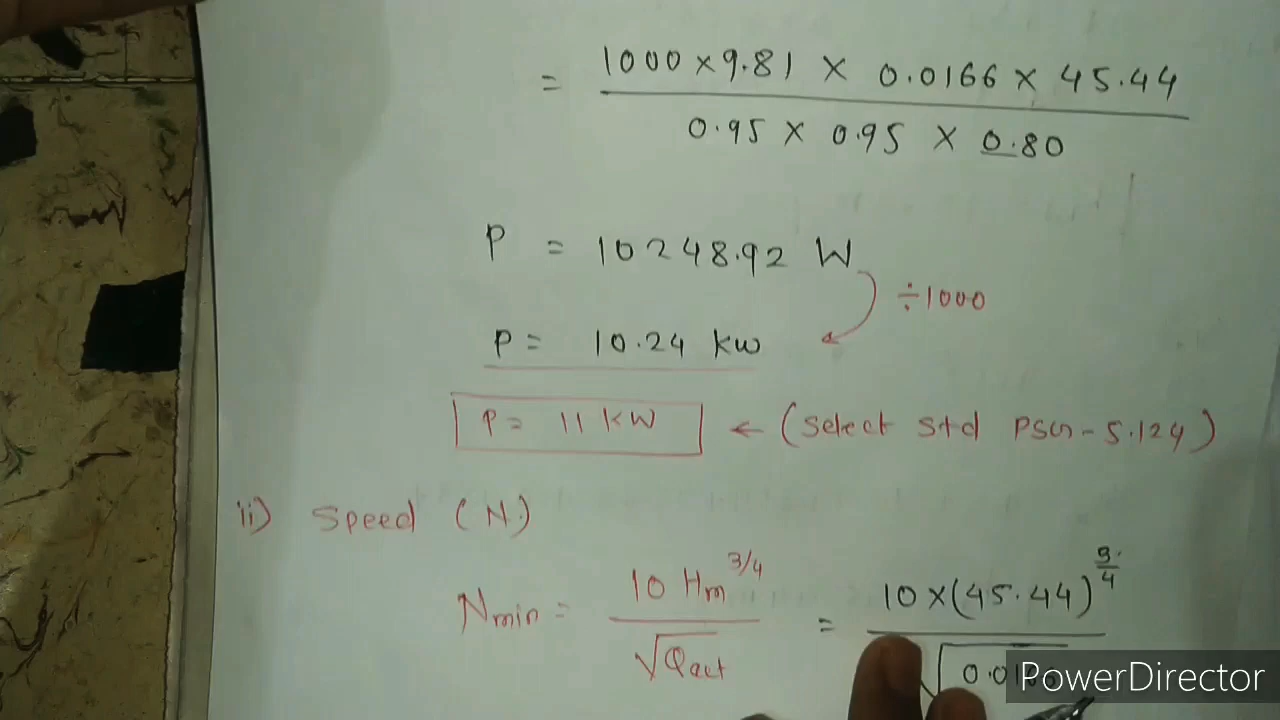 = 1000 × 9.81 × 0.0166 × 45.44
0.95 × 0.95 × 0.80
P = 10248.92 W
÷1000
P = 10.24 kW
P = 11 kW ← (Select Std PSG - 5.124)
ii) Speed (N.)
Nmin = 10 Hm^3/4 / √Qact = 10 × (45.44)^3/4
PowerDirector